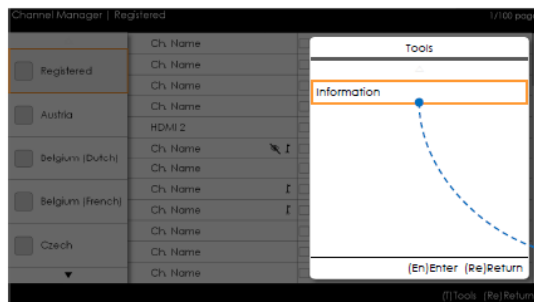 Channel Manager | Registered
1/100 page
Registered
Austria
Belgium (Dutch)
Belgium (French)
Czech
Ch. Name
Ch. Name
Ch. Name
Ch. Name
HDMI 2
Ch. Name
Ch. Name
Ch. Name
Ch. Name
Ch. Name
Ch. Name
Ch. Name
Tools
Information
(En)Enter (Re)Return
(T)Tools (Re)Return